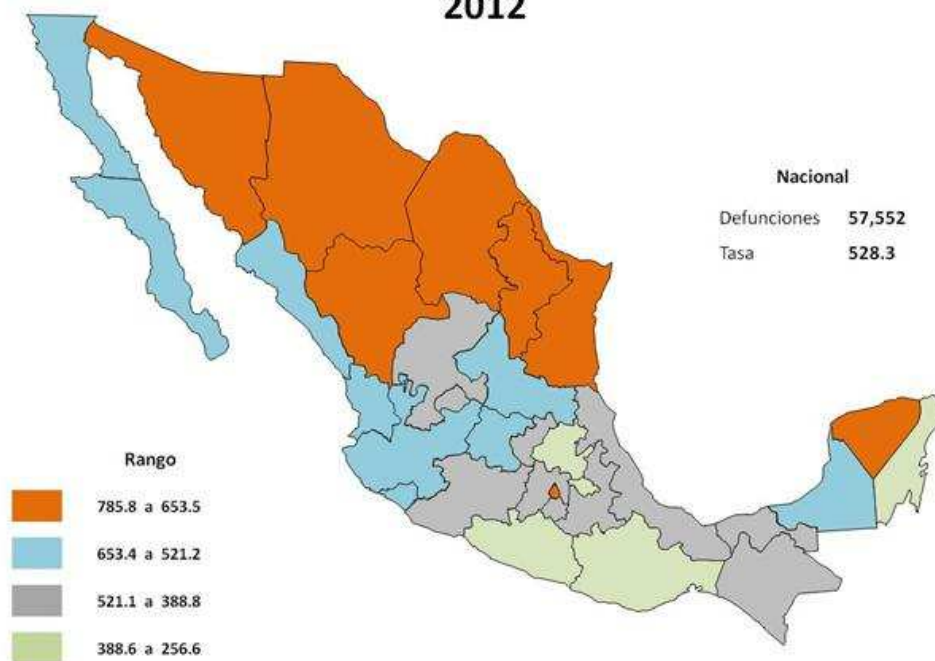 2012
Nacional
Defunciones 57,552
Tasa 528.3
Rango
785.8 a 653.5
653.4 a 521.2
521.1 a 388.8
388.6 a 256.6